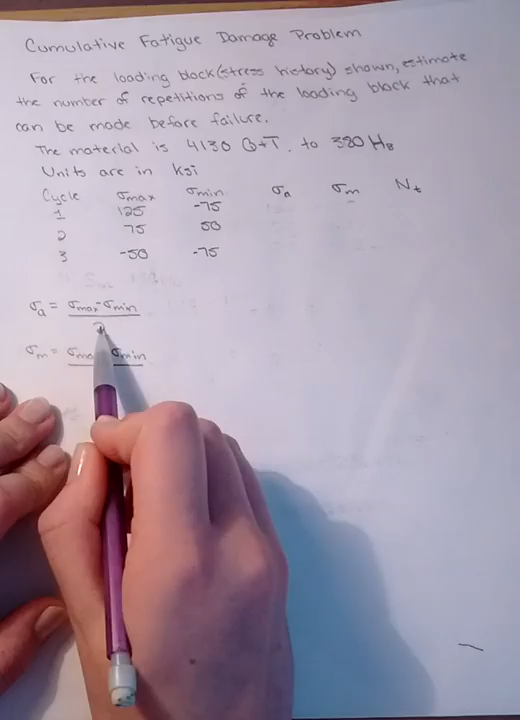 Cumulative Fatigue Damage Problem
For the loading block (stress history) shown, estimate
the number of repetitions of the loading block that
can be made before failure.
The material is 4130 Q+T. to 380 HB
Units are in ksi
Cycle σmax σmin σa σm Nf
1 125 -75
2 75 50
3 -50 -75
σa = σmax-σmin
σm = σmin